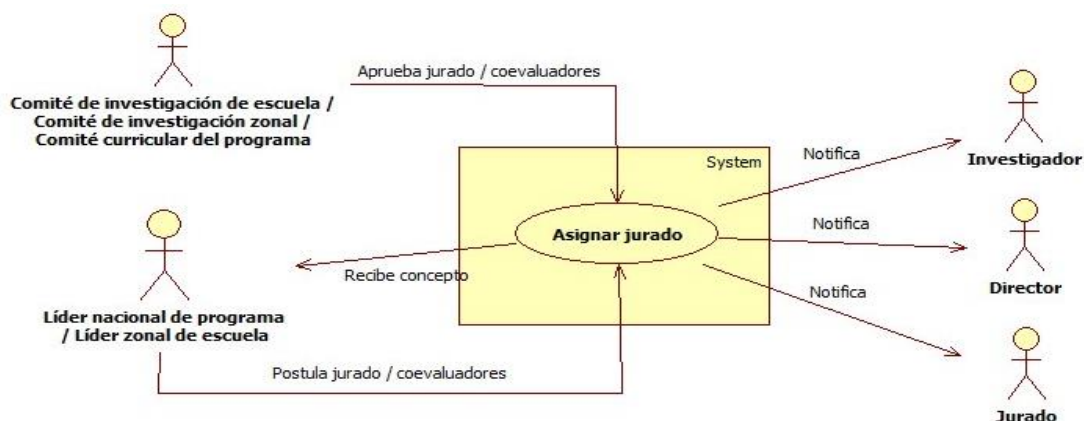 Aprueba jurado / coevaluadores
Comité de investigación de escuela /
Comité de investigación zonal /
Comité curricular del programa
System
Notifica
Investigador
Asignar jurado
Notifica
Director
Recibe concepto
Notifica
Líder nacional de programa
/ Líder zonal de escuela
Postula jurado / coevaluadores
Jurado